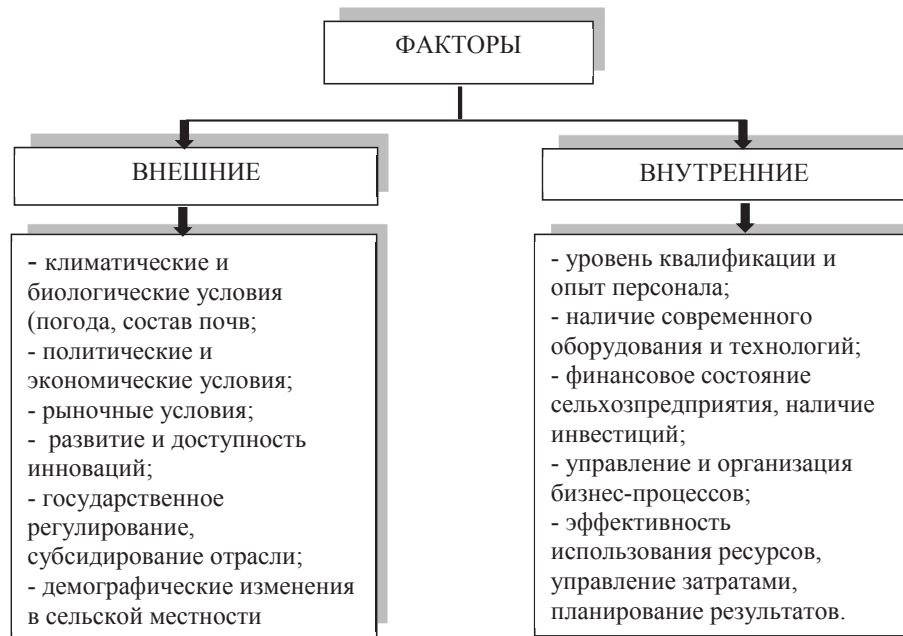 ФАКТОРЫ
ВНЕШНИЕ
- климатические и
биологические условия
(погода, состав почв;
- политические и
экономические условия;
- рыночные условия;
- развитие и доступность
инноваций;
- государственное
регулирование,
субсидирование отрасли;
- демографические изменения
в сельской местности
ВНУТРЕННИЕ
- уровень квалификации и
опыт персонала;
- наличие современного
оборудования и технологий;
- финансовое состояние
сельхозпредприятия, наличие
инвестиций;
- управление и организация
бизнес-процессов;
- эффективность
использования ресурсов,
управление затратами,
планирование результатов.